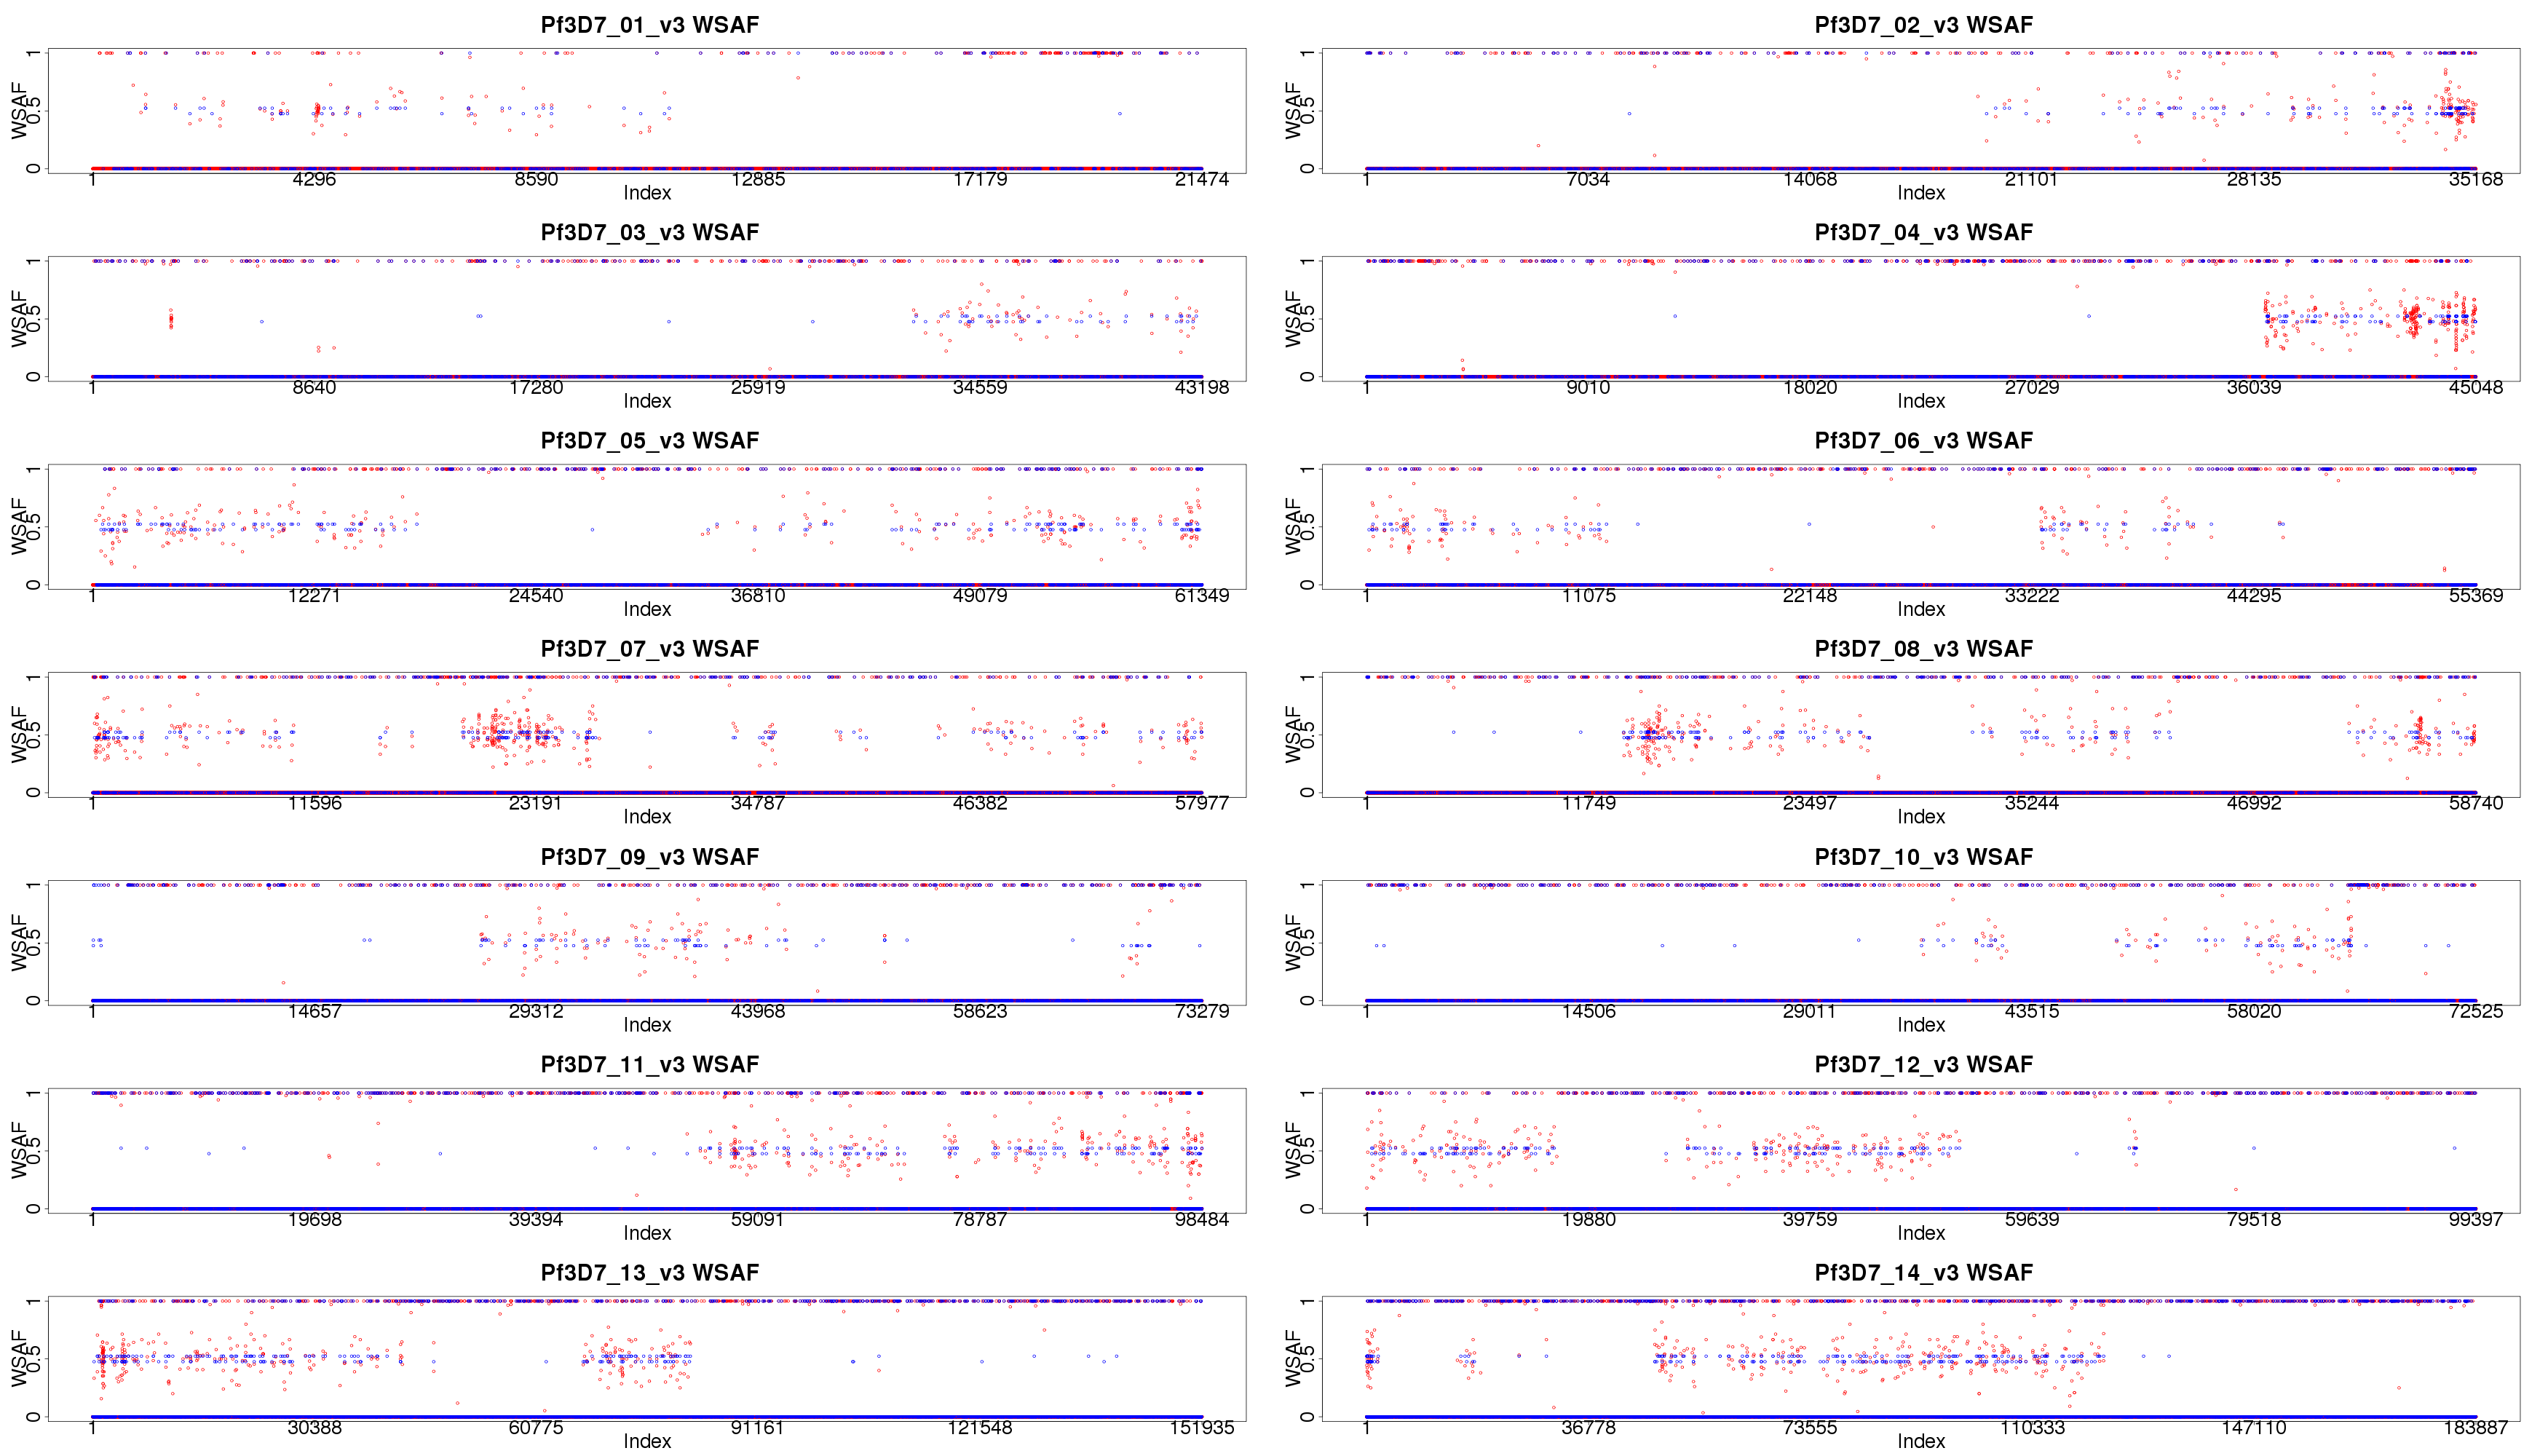 Pf3D7_01_v3 WSAF
WSAF
1
0.5
0
1 4296 8590 12885 17179 21474
Index
Pf3D7_02_v3 WSAF
WSAF
1
0.5
0
1 7034 14068 21101 28135 35168
Index
Pf3D7_03_v3 WSAF
WSAF
1
0.5
0
1 8640 17280 25919 34559 43198
Index
Pf3D7_04_v3 WSAF
WSAF
1
0.5
0
1 9010 18020 27029 36039 45048
Index
Pf3D7_05_v3 WSAF
WSAF
1
0.5
0
1 12271 24540 36810 49079 61349
Index
Pf3D7_06_v3 WSAF
WSAF
1
0.5
0
1 11075 22148 33222 44295 55369
Index
Pf3D7_07_v3 WSAF
WSAF
1
0.5
0
1 11596 23191 34787 46382 57977
Index
Pf3D7_08_v3 WSAF
WSAF
1
0.5
0
1 11749 23497 35244 46992 58740
Index
Pf3D7_09_v3 WSAF
WSAF
1
0.5
0
1 14657 29312 43968 58623 73279
Index
Pf3D7_10_v3 WSAF
WSAF
1
0.5
0
1 14506 29011 43515 58020 72525
Index
Pf3D7_11_v3 WSAF
WSAF
1
0.5
0
1 19698 39394 59091 78787 98484
Index
Pf3D7_12_v3 WSAF
WSAF
1
0.5
0
1 19880 39759 59639 79518 99397
Index
Pf3D7_13_v3 WSAF
WSAF
1
0.5
0
1 30388 60775 91161 121548 151935
Index
Pf3D7_14_v3 WSAF
WSAF
1
0.5
0
1 36778 73555 110333 147110 183887
Index